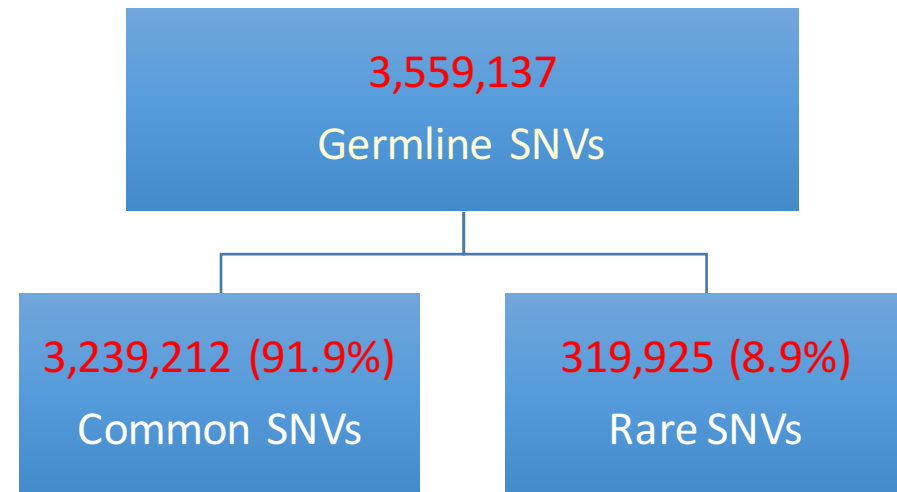 3,559,137
Germline SNVs
3,239,212 (91.9%)
Common SNVs
319,925 (8.9%)
Rare SNVs